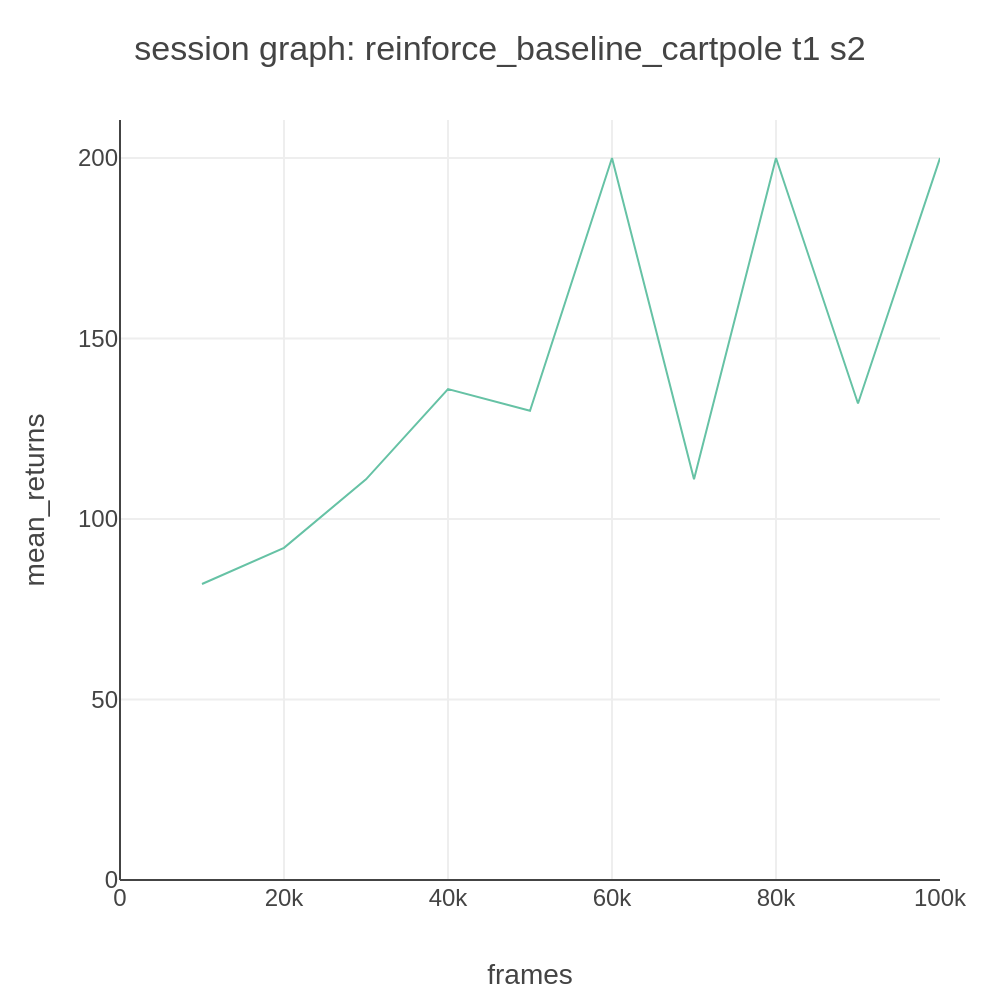 session graph: reinforce_baseline_cartpole t1 s2
200
150
100
50
0
mean_returns
0
20k
40k
60k
80k
100k
frames